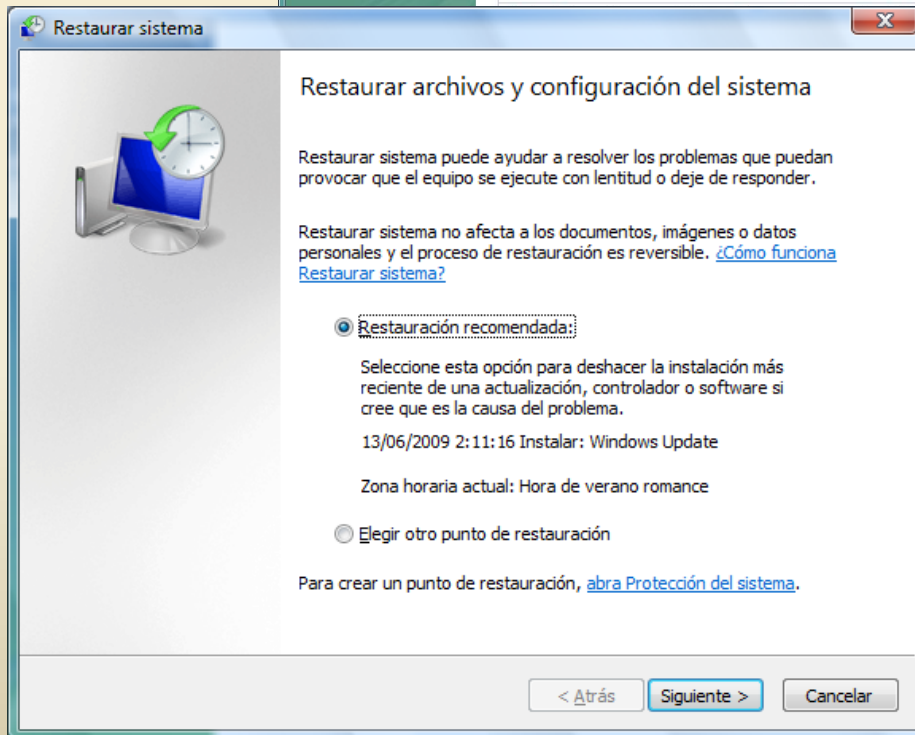 Restaurar sistema
Restaurar archivos y configuración del sistema
Restaurar sistema puede ayudar a resolver los problemas que puedan
provocar que el equipo se ejecute con lentitud o deje de responder.
Restaurar sistema no afecta a los documentos, imágenes o datos
personales y el proceso de restauración es reversible. ¿Cómo funciona
Restaurar sistema?
Restauración recomendada:
Seleccione esta opción para deshacer la instalación más
reciente de una actualización, controlador o software si
cree que es la causa del problema.
13/06/2009 2:11:16 Instalar: Windows Update
Zona horaria actual: Hora de verano romance
Elegir otro punto de restauración
Para crear un punto de restauración, abra Protección del sistema.
< Atrás Siguiente > Cancelar